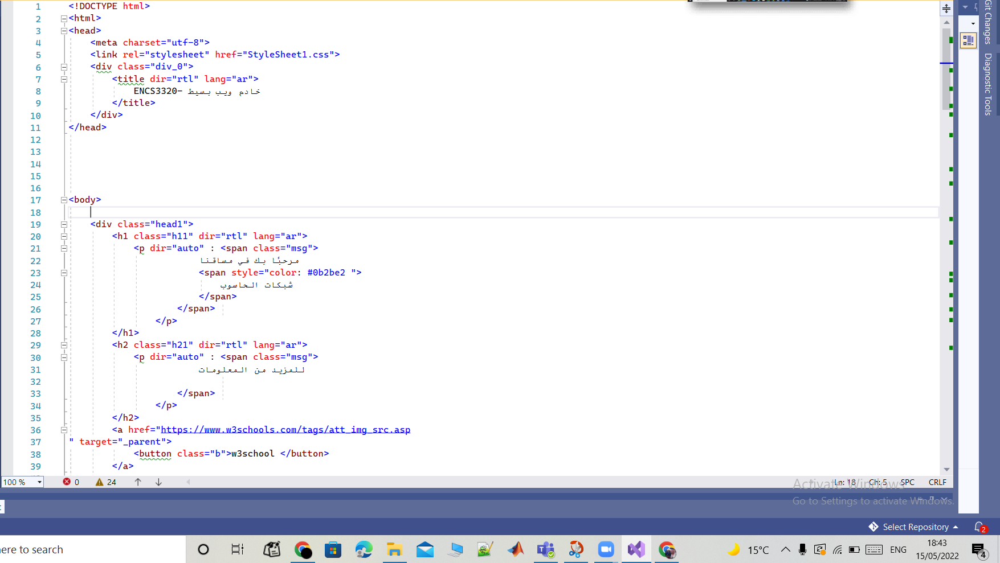 1 <!DOCTYPE html>
2 <html>
3 <head>
4 <meta charset="utf-8">
5 <link rel="stylesheet" href="StyleSheet1.css">
6 <div class="div_0">
7 <title dir="rtl" lang="ar">
8 ENCS3320- خادم ويب بسيط
9 </title>
10 </div>
11 </head>
12
13
14
15
16
17 <body>
18
19 <div class="head1">
20 <h1 class="h11" dir="rtl" lang="ar">
21 <p dir="auto" : <span class="msg">
22 مرحبًا بك في مساقنا
23 <span style="color: #0b2be2 ">
24 شبكات الحاسوب
25 </span>
26 </span>
27 </p>
28 </h1>
29 <h2 class="h21" dir="rtl" lang="ar">
30 <p dir="auto" : <span class="msg">
31 للمزيد من المعلومات
32
33 </span>
34 </p>
35 </h2>
36 <a href="https://www.w3schools.com/tags/att_img_src.asp
37 " target="_parent">
38 <button class="b">w3school </button>
39 </a>
Git Changes
Diagnostic Tools
100 % 0 24 Ln: 18 Ch: 5 SPC CRLF
Activate Windows
Go to Settings to activate Windows.
Select Repository 2
ere to search 15°C ENG 18:43
15/05/2022 4